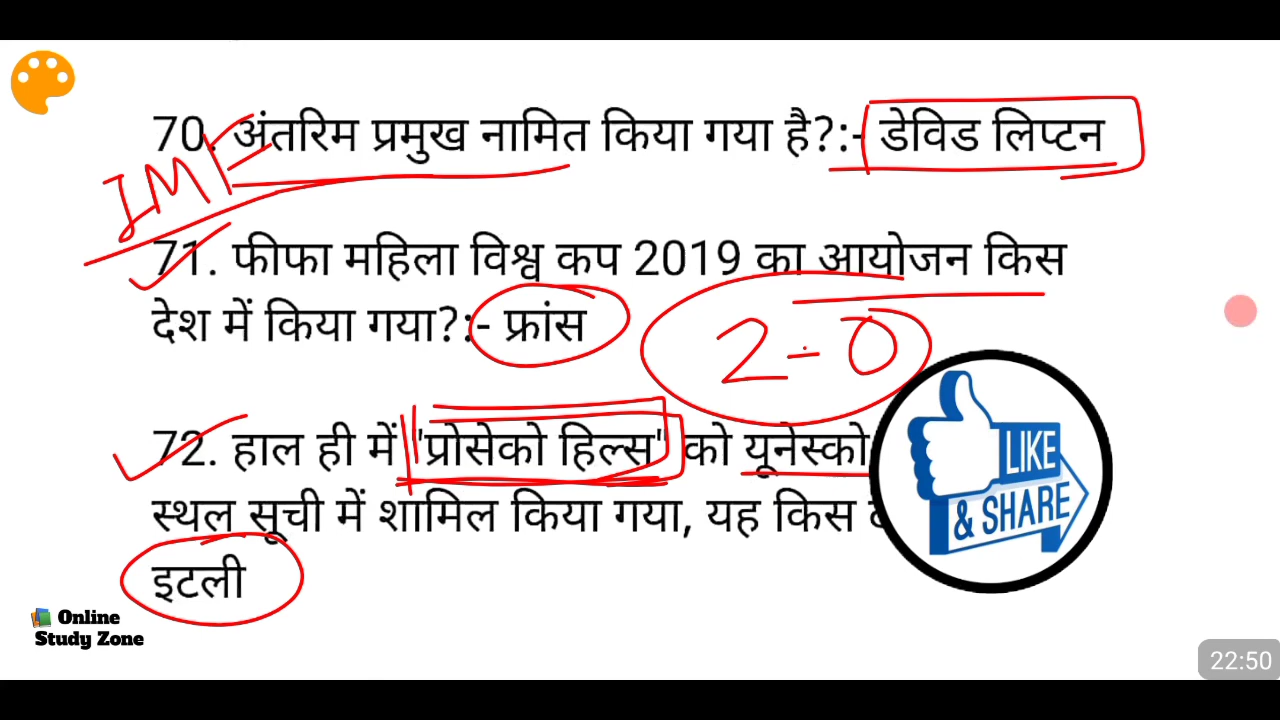 70. अंतरिम प्रमुख नामित किया गया है?:- डेविड लिप्टन
IMF
71. फीफा महिला विश्व कप 2019 का आयोजन किस
देश में किया गया?:- फ्रांस
2-0
72. हाल ही में "प्रोसेको हिल्स" को यूनेस्को
स्थल सूची में शामिल किया गया, यह किस
LIKE
& SHARE
इटली
Online
Study Zone
22:50